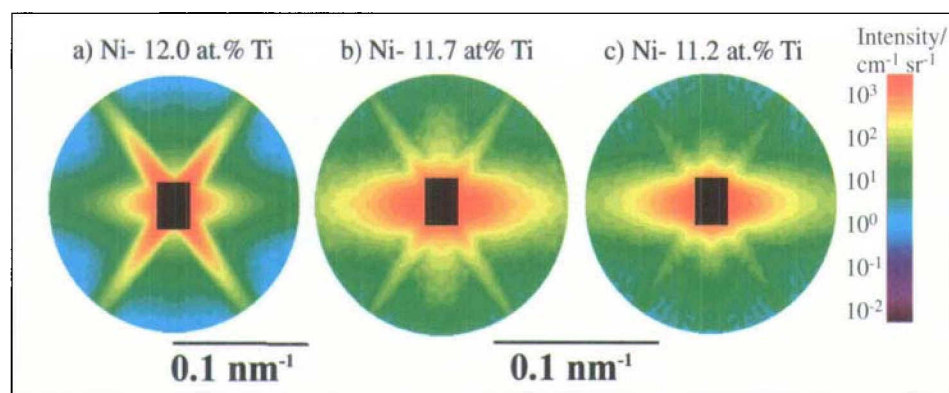 a) Ni- 12.0 at.% Ti
b) Ni- 11.7 at% Ti
c) Ni- 11.2 at.% Ti
Intensity/
cm⁻¹ sr⁻¹
10³
10²
10¹
10⁰
10⁻¹
10⁻²
0.1 nm⁻¹
0.1 nm⁻¹